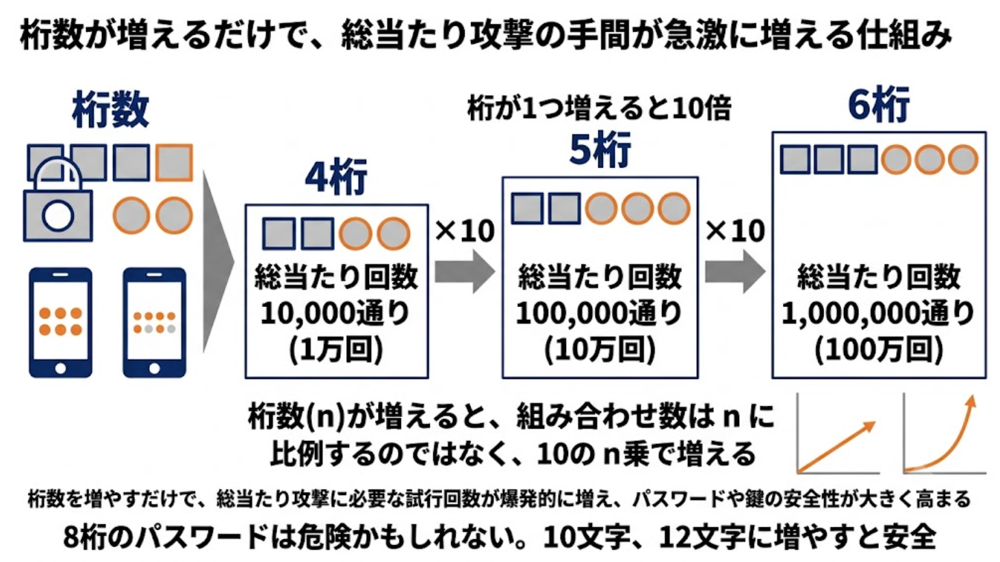 桁数が増えるだけで、総当たり攻撃の手間が急激に増える仕組み
桁数
4桁
総当たり回数
10,000通り
(1万回)
×10
桁が1つ増えると10倍
5桁
総当たり回数
100,000通り
(10万回)
×10
6桁
総当たり回数
1,000,000通り
(100万回)
桁数(n)が増えると、組み合わせ数は n に
比例するのではなく、10の n乗で増える
桁数を増やすだけで、総当たり攻撃に必要な試行回数が爆発的に増え、パスワードや鍵の安全性が大きく高まる
8桁のパスワードは危険かもしれない。10文字、12文字に増やすと安全